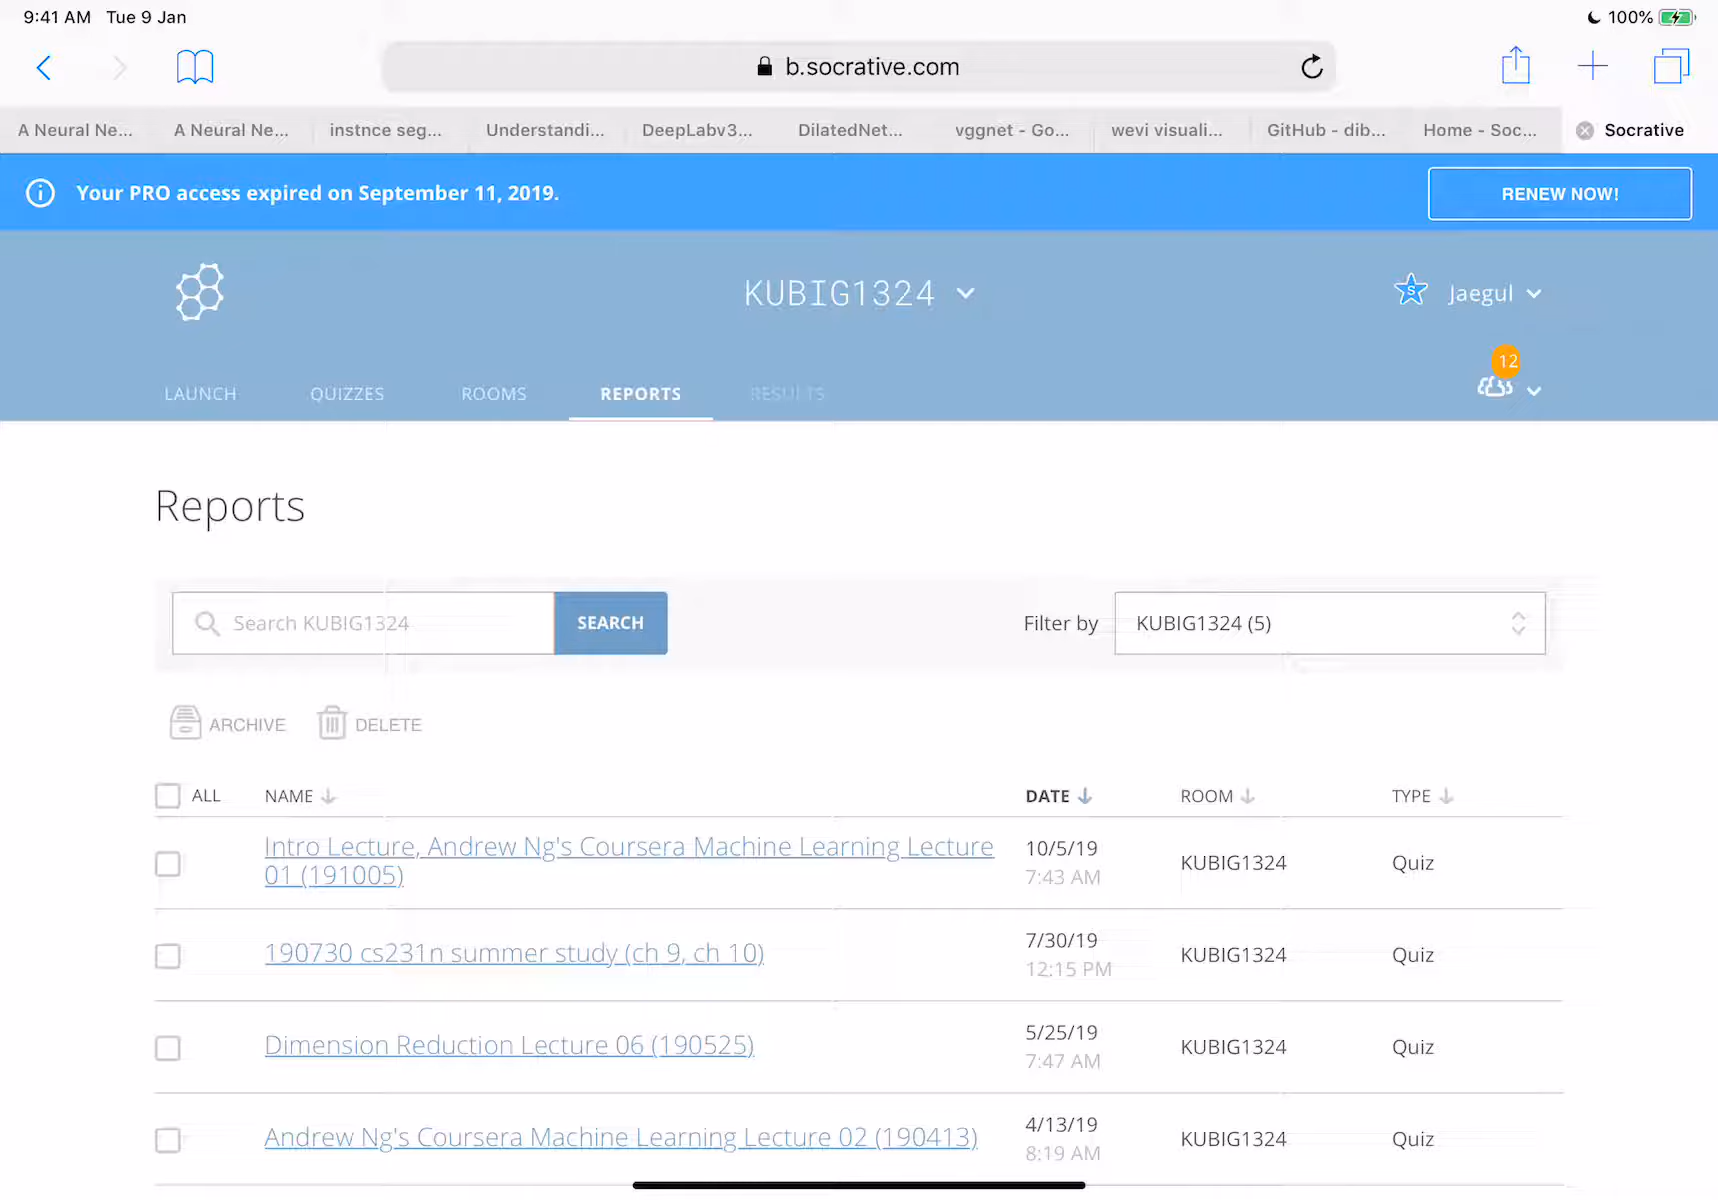 9:41 AM Tue 9 Jan
100%
b.socrative.com
A Neural Ne... A Neural Ne... instnce seg... Understandi... DeepLabv3... DilatedNet... vggnet - Go... wevi visuali... GitHub - dib... Home - Soc... Socrative
Your PRO access expired on September 11, 2019.
RENEW NOW!
KUBIG1324
S
Jaegul
12
LAUNCH QUIZZES ROOMS REPORTS RESULTS
Reports
Search KUBIG1324 SEARCH Filter by KUBIG1324 (5)
ARCHIVE DELETE
ALL NAME DATE ROOM TYPE
Intro Lecture, Andrew Ng's Coursera Machine Learning Lecture
01 (191005)
10/5/19
7:43 AM
KUBIG1324
Quiz
190730 cs231n summer study (ch 9, ch 10)
7/30/19
12:15 PM
KUBIG1324
Quiz
Dimension Reduction Lecture 06 (190525)
5/25/19
7:47 AM
KUBIG1324
Quiz
Andrew Ng's Coursera Machine Learning Lecture 02 (190413)
4/13/19
8:19 AM
KUBIG1324
Quiz